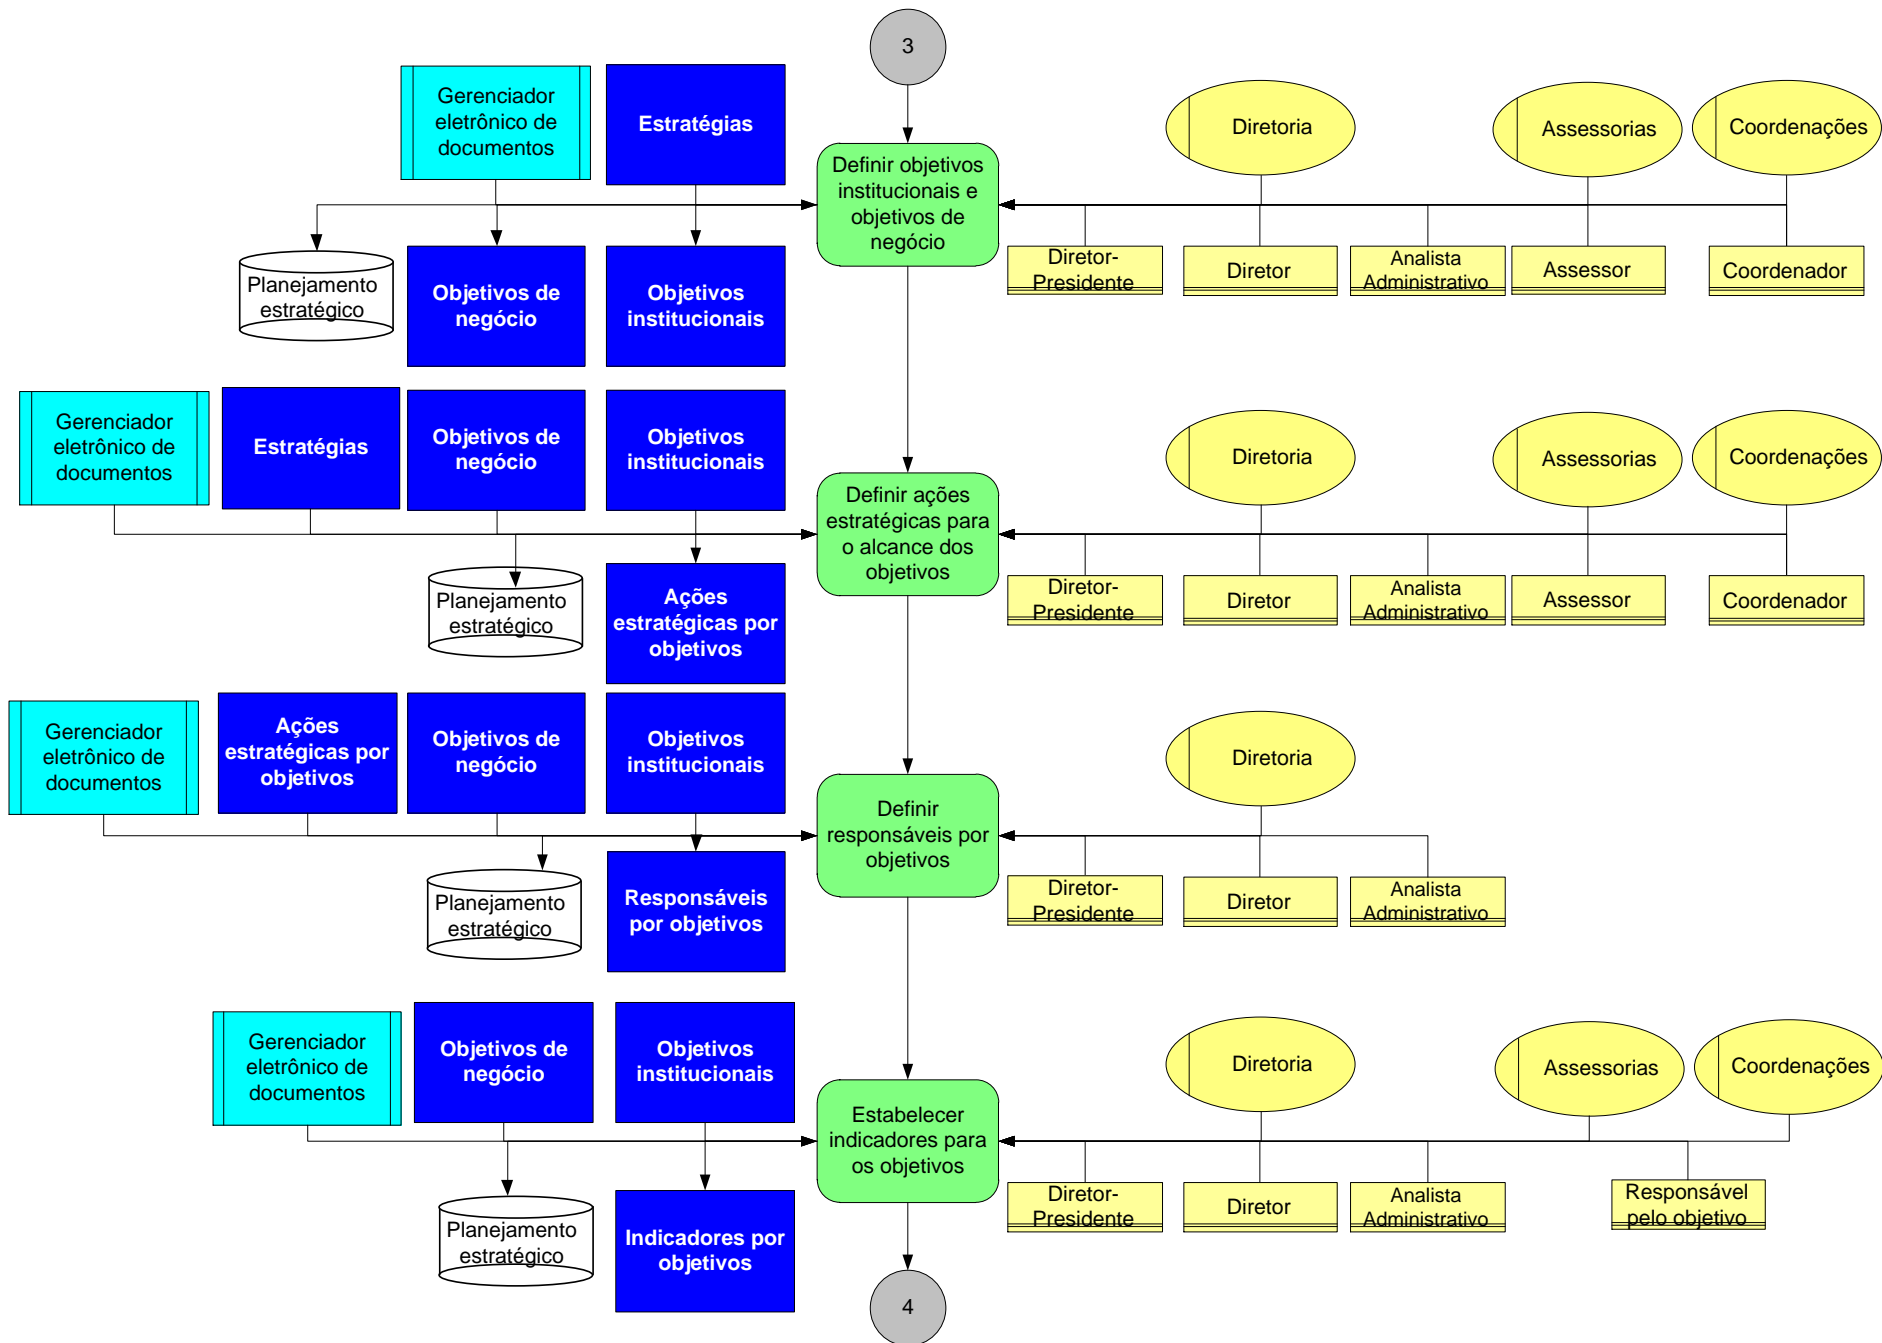 3
Gerenciador
eletrônico de
documentos
Estratégias
Definir objetivos
institucionais e
objetivos de
negócio
Diretoria
Assessorias
Coordenações
Planejamento
estratégico
Objetivos de
negócio
Objetivos
institucionais
Diretor-
Presidente
Diretor
Analista
Administrativo
Assessor
Coordenador
Gerenciador
eletrônico de
documentos
Estratégias
Objetivos de
negócio
Objetivos
institucionais
Definir ações
estratégicas para
o alcance dos
objetivos
Diretoria
Assessorias
Coordenações
Planejamento
estratégico
Ações
estratégicas por
objetivos
Diretor-
Presidente
Diretor
Analista
Administrativo
Assessor
Coordenador
Gerenciador
eletrônico de
documentos
Ações
estratégicas por
objetivos
Objetivos de
negócio
Objetivos
institucionais
Definir
responsáveis por
objetivos
Diretoria
Planejamento
estratégico
Responsáveis
por objetivos
Diretor-
Presidente
Diretor
Analista
Administrativo
Gerenciador
eletrônico de
documentos
Objetivos de
negócio
Objetivos
institucionais
Estabelecer
indicadores para
os objetivos
Diretoria
Assessorias
Coordenações
Planejamento
estratégico
Indicadores por
objetivos
Diretor-
Presidente
Diretor
Analista
Administrativo
Responsável
pelo objetivo
4